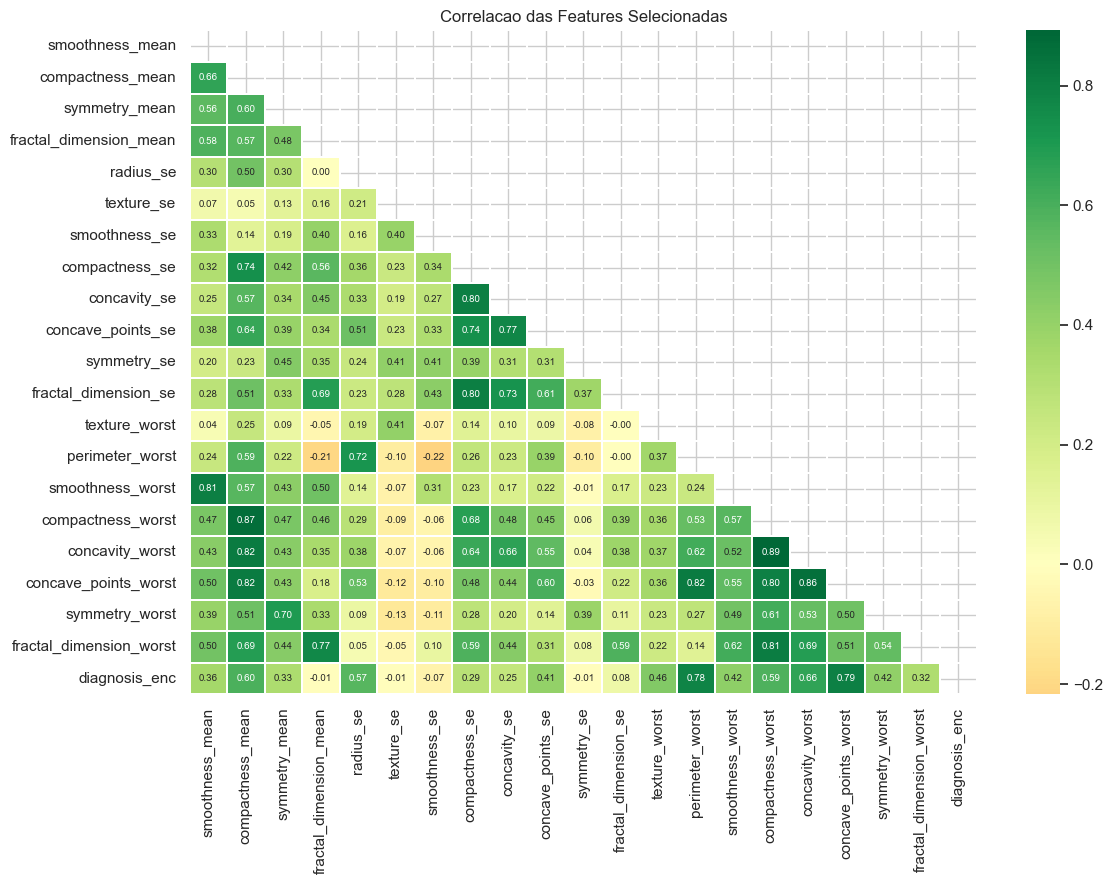 Correlacao das Features Selecionadas
smoothness_mean
compactness_mean 0.66
symmetry_mean 0.56 0.60
fractal_dimension_mean 0.58 0.57 0.48
radius_se 0.30 0.50 0.30 0.00
texture_se 0.07 0.05 0.13 0.16 0.21
smoothness_se 0.33 0.14 0.19 0.40 0.16 0.40
compactness_se 0.32 0.74 0.42 0.56 0.36 0.23 0.34
concavity_se 0.25 0.57 0.34 0.45 0.33 0.19 0.27 0.80
concave_points_se 0.38 0.64 0.39 0.34 0.51 0.23 0.33 0.74 0.77
symmetry_se 0.20 0.23 0.45 0.35 0.24 0.41 0.41 0.39 0.31 0.31
fractal_dimension_se 0.28 0.51 0.33 0.69 0.23 0.28 0.43 0.80 0.73 0.61 0.37
texture_worst 0.04 0.25 0.09 -0.05 0.19 0.41 -0.07 0.14 0.10 0.09 -0.08 -0.00
perimeter_worst 0.24 0.59 0.22 -0.21 0.72 -0.10 -0.22 0.26 0.23 0.39 -0.10 -0.00 0.37
smoothness_worst 0.81 0.57 0.43 0.50 0.14 -0.07 0.31 0.23 0.17 0.22 -0.01 0.17 0.23 0.24
compactness_worst 0.47 0.87 0.47 0.46 0.29 -0.09 -0.06 0.68 0.48 0.45 0.06 0.39 0.36 0.53 0.57
concavity_worst 0.43 0.82 0.43 0.35 0.38 -0.07 -0.06 0.64 0.66 0.55 0.04 0.38 0.37 0.62 0.52 0.89
concave_points_worst 0.50 0.82 0.43 0.18 0.53 -0.12 -0.10 0.48 0.44 0.60 -0.03 0.22 0.36 0.82 0.55 0.80 0.86
symmetry_worst 0.39 0.51 0.70 0.33 0.09 -0.13 -0.11 0.28 0.20 0.14 0.39 0.11 0.23 0.27 0.49 0.61 0.53 0.50
fractal_dimension_worst 0.50 0.69 0.44 0.77 0.05 -0.05 0.10 0.59 0.44 0.31 0.08 0.59 0.22 0.14 0.62 0.81 0.69 0.51 0.54
diagnosis_enc 0.36 0.60 0.33 -0.01 0.57 -0.01 -0.07 0.29 0.25 0.41 -0.01 0.08 0.46 0.78 0.42 0.59 0.66 0.79 0.42 0.32
smoothness_mean
compactness_mean
symmetry_mean
fractal_dimension_mean
radius_se
texture_se
smoothness_se
compactness_se
concavity_se
concave_points_se
symmetry_se
fractal_dimension_se
texture_worst
perimeter_worst
smoothness_worst
compactness_worst
concavity_worst
concave_points_worst
symmetry_worst
fractal_dimension_worst
diagnosis_enc
0.8
0.6
0.4
0.2
0.0
−0.2